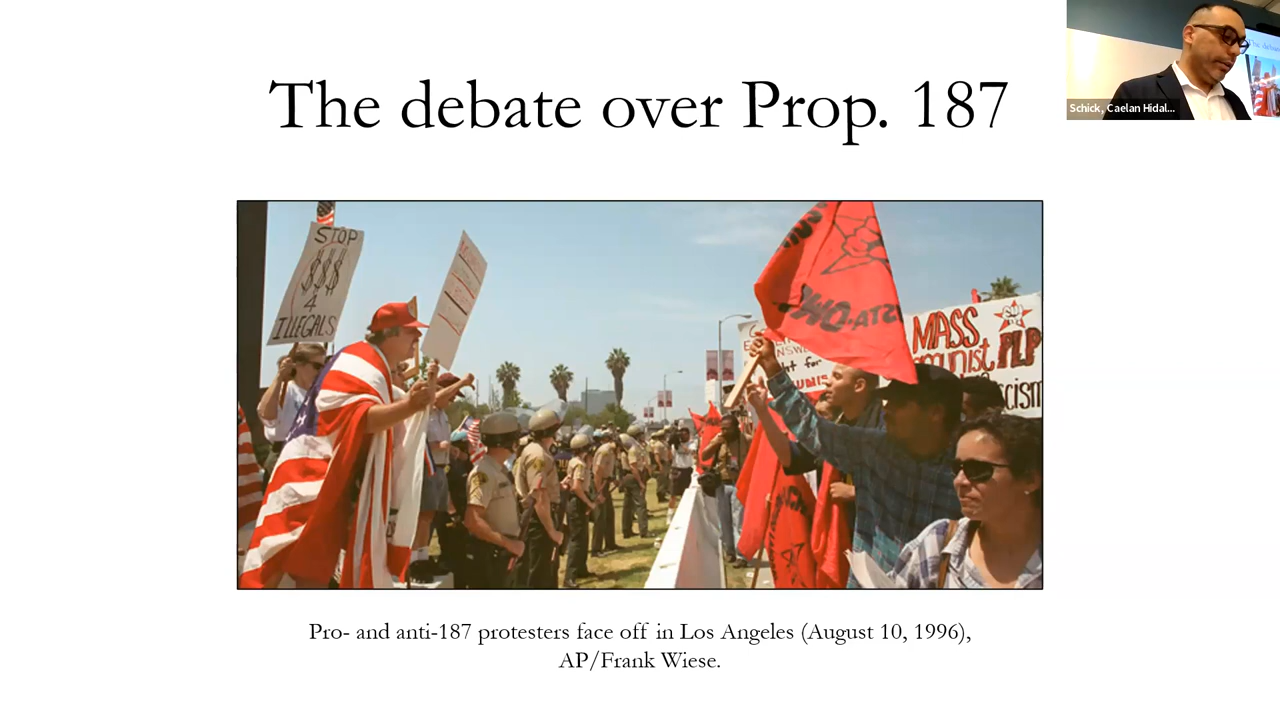 The debate over Prop. 187
Schick, Caelan Hidal...
STOP
$$$
4
ILLEGALS
MASS
PLP
Pro- and anti-187 protesters face off in Los Angeles (August 10, 1996),
AP/Frank Wiese.